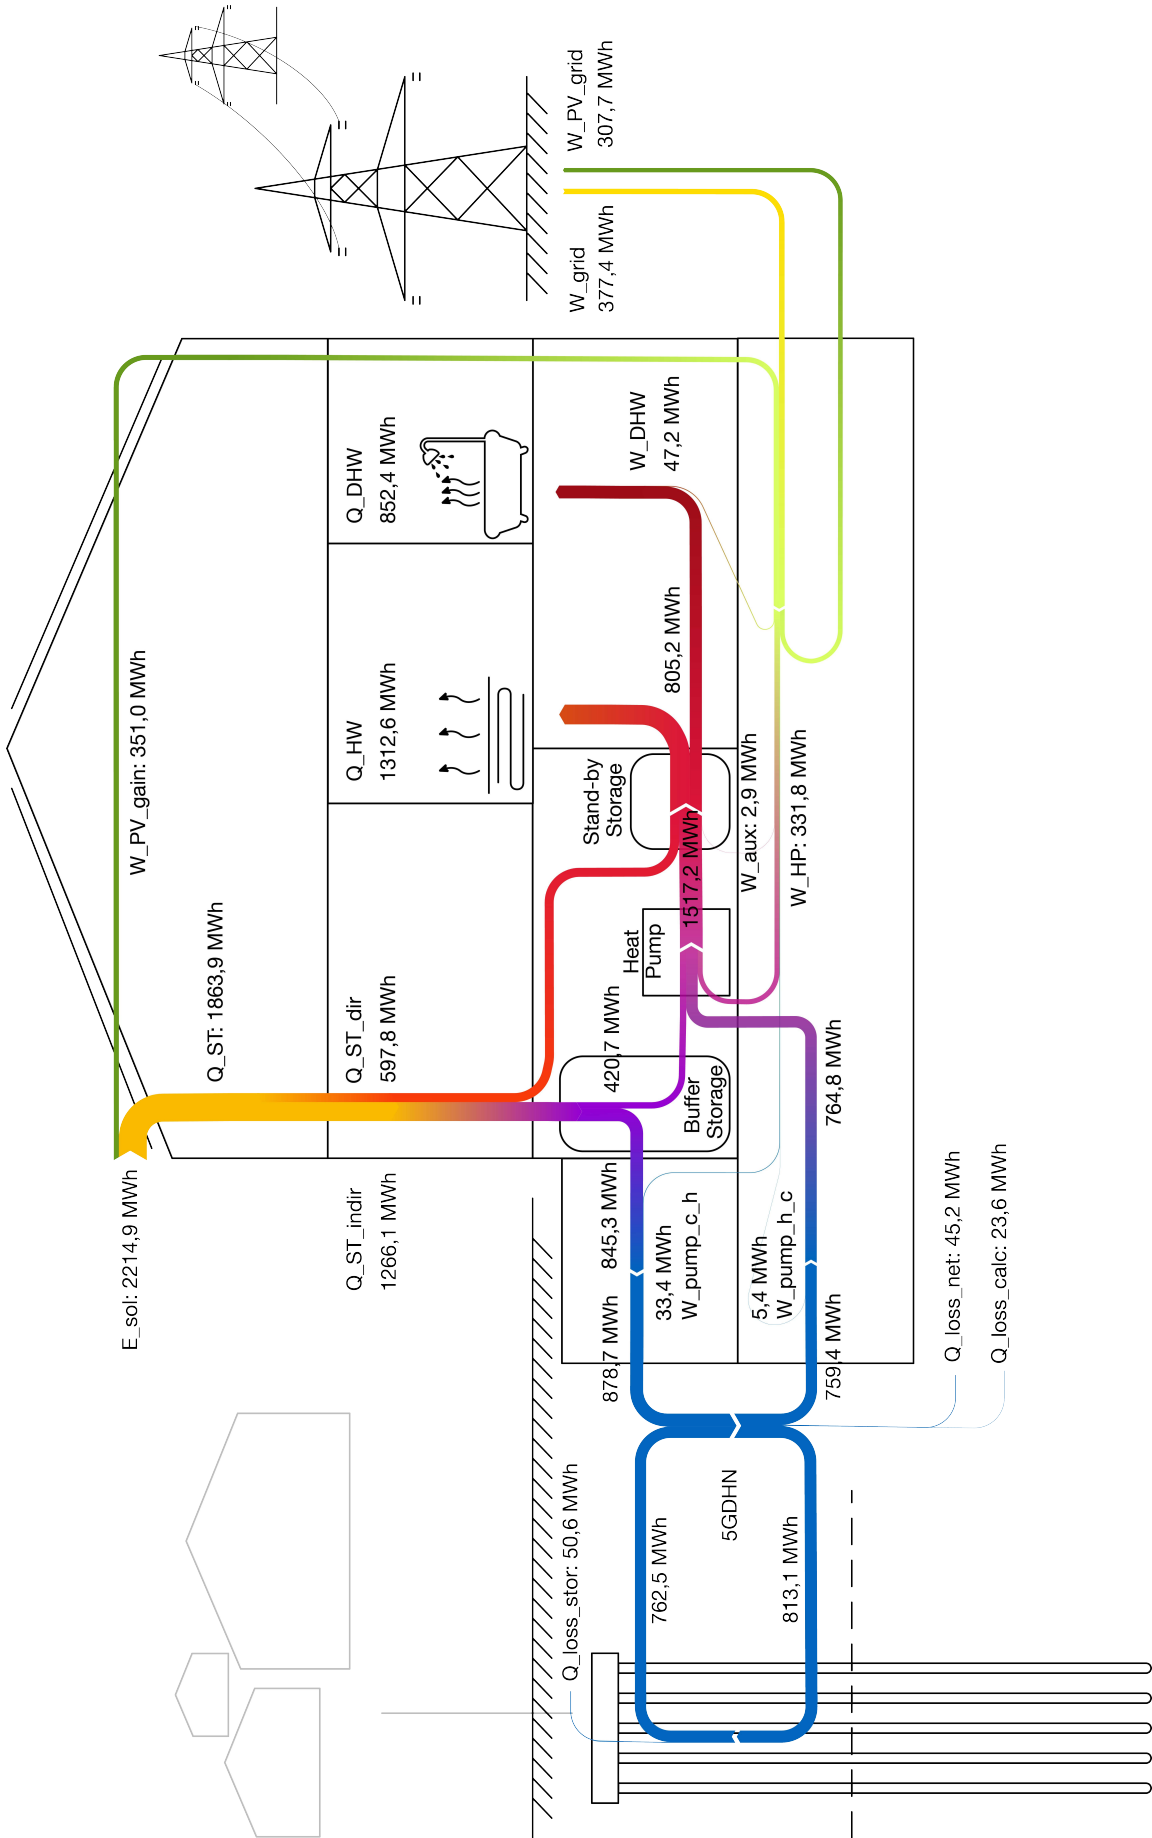 E_sol: 2214,9 MWh
W_PV_gain: 351,0 MWh
Q_ST: 1863,9 MWh
Q_ST_indir
1266,1 MWh
Q_ST_dir
597,8 MWh
Q_HW
1312,6 MWh
Q_DHW
852,4 MWh
W_grid
377,4 MWh
W_PV_grid
307,7 MWh
Q_loss_stor: 50,6 MWh
878,7 MWh
845,3 MWh
420,7 MWh
Heat
Pump
Stand-by
Storage
W_DHW
47,2 MWh
762,5 MWh
33,4 MWh
W_pump_c_h
Buffer
Storage
1517,2 MWh
805,2 MWh
5GDHN
5,4 MWh
W_pump_h_c
W_aux: 2,9 MWh
W_HP: 331,8 MWh
813,1 MWh
759,4 MWh
764,8 MWh
Q_loss_net: 45,2 MWh
Q_loss_calc: 23,6 MWh